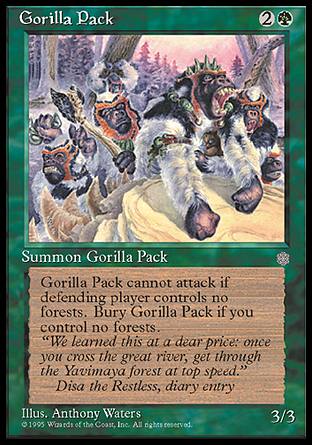 Gorilla Pack 2
Summon Gorilla Pack
Gorilla Pack cannot attack if
defending player controls no
forests. Bury Gorilla Pack if you
control no forests.
“We learned this at a dear price: once
you cross the great river, get through
the Yavimaya forest at top speed.”
Disa the Restless, diary entry
Illus. Anthony Waters 3/3
© 1995 Wizards of the Coast, Inc. All rights reserved.